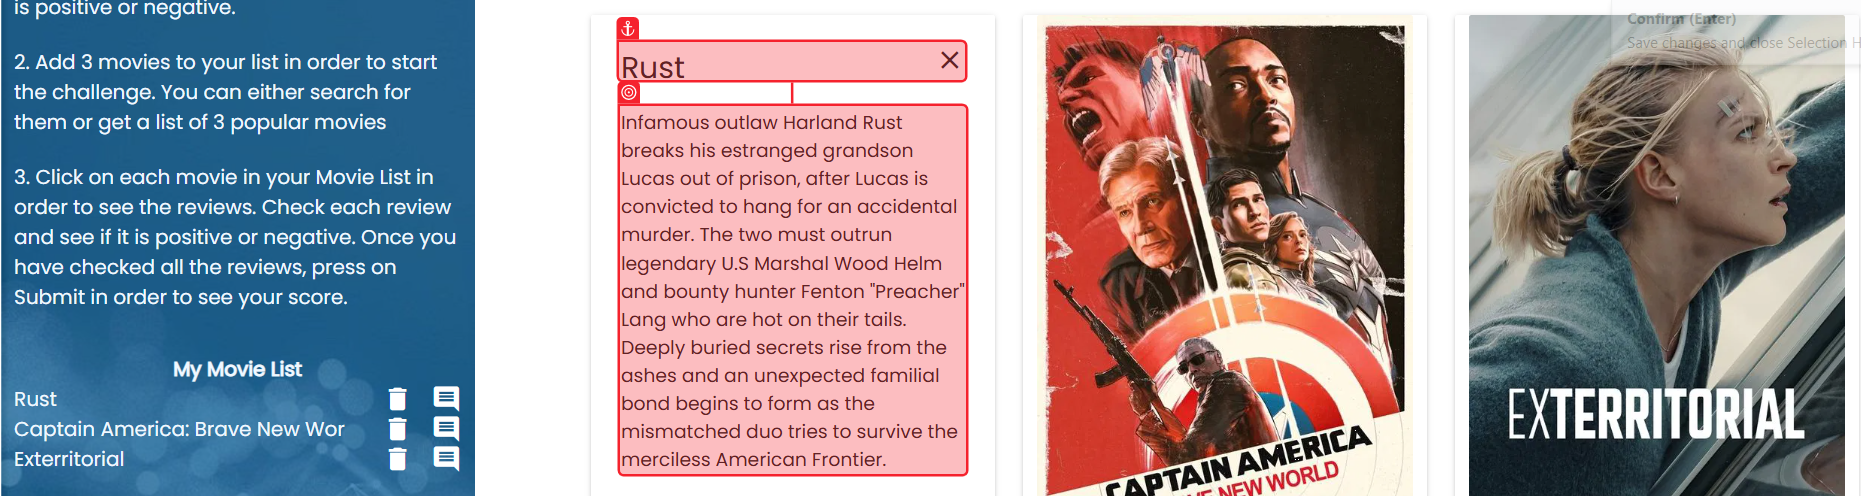 is positive or negative.
2. Add 3 movies to your list in order to start
the challenge. You can either search for
them or get a list of 3 popular movies
3. Click on each movie in your Movie List in
order to see the reviews. Check each review
and see if it is positive or negative. Once you
have checked all the reviews, press on
Submit in order to see your score.
My Movie List
Rust
Captain America: Brave New Wor
Exterritorial
Rust
Infamous outlaw Harland Rust
breaks his estranged grandson
Lucas out of prison, after Lucas is
convicted to hang for an accidental
murder. The two must outrun
legendary U.S Marshal Wood Helm
and bounty hunter Fenton "Preacher"
Lang who are hot on their tails.
Deeply buried secrets rise from the
ashes and an unexpected familial
bond begins to form as the
mismatched duo tries to survive the
merciless American Frontier.
CAPTAIN AMERICA
NEW WORLD
Confirm (Enter)
Save changes and close Selection H
EXTERRITORIAL